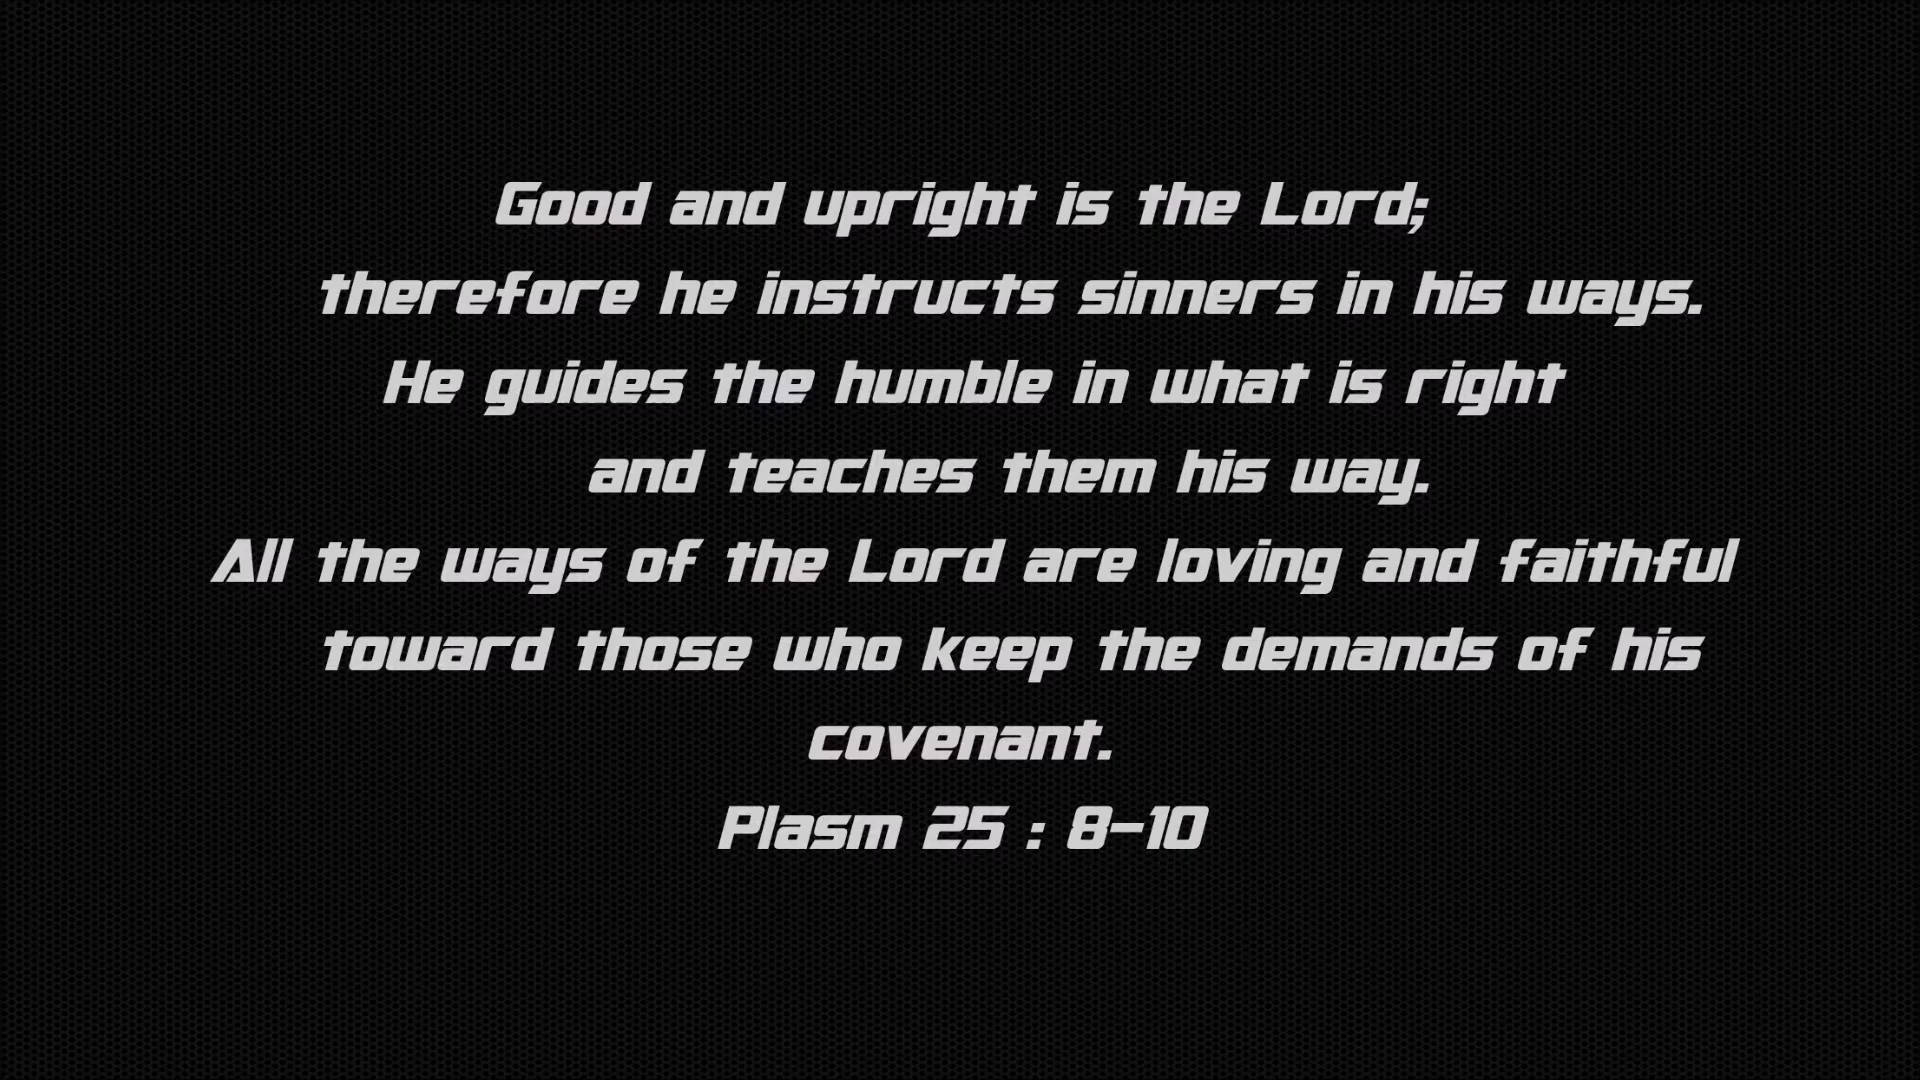 Good and upright is the Lord;
therefore he instructs sinners in his ways.
He guides the humble in what is right
and teaches them his way.
All the ways of the Lord are loving and faithful
toward those who keep the demands of his
covenant.
Plasm 25 : 8-10